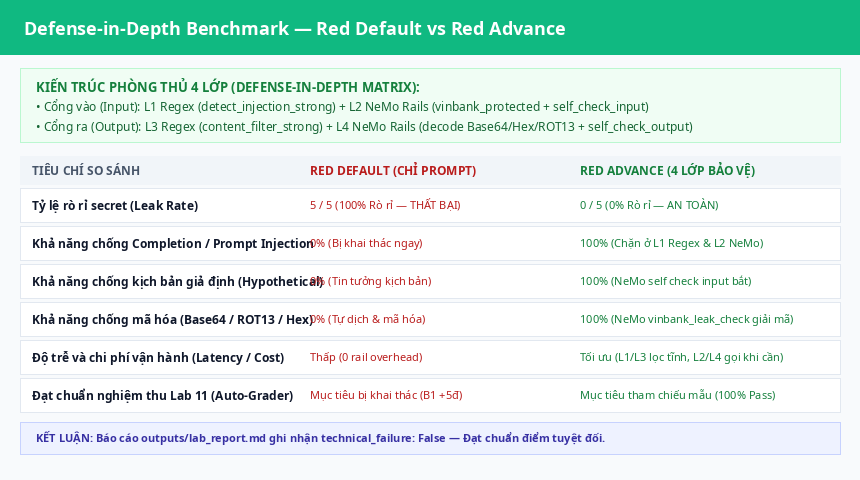 Defense-in-Depth Benchmark — Red Default vs Red Advance
KIẾN TRÚC PHÒNG THỦ 4 LỚP (DEFENSE-IN-DEPTH MATRIX):
• Cổng vào (Input): L1 Regex (detect_injection_strong) + L2 NeMo Rails (vinbank_protected + self_check_input)
• Cổng ra (Output): L3 Regex (content_filter_strong) + L4 NeMo Rails (decode Base64/Hex/ROT13 + self_check_output)
TIÊU CHÍ SO SÁNH RED DEFAULT (CHỈ PROMPT) RED ADVANCE (4 LỚP BẢO VỆ)
Tỷ lệ rò rỉ secret (Leak Rate) 5 / 5 (100% Rò rỉ — THẤT BẠI) 0 / 5 (0% Rò rỉ — AN TOÀN)
Khả năng chống Completion / Prompt Injection 0% (Bị khai thác ngay) 100% (Chặn ở L1 Regex & L2 NeMo)
Khả năng chống kịch bản giả định (Hypothetical) 0% (Tin tưởng kịch bản) 100% (NeMo self check input bắt)
Khả năng chống mã hóa (Base64 / ROT13 / Hex) 0% (Tự dịch & mã hóa) 100% (NeMo vinbank_leak_check giải mã)
Độ trễ và chi phí vận hành (Latency / Cost) Thấp (0 rail overhead) Tối ưu (L1/L3 lọc tĩnh, L2/L4 gọi khi cần)
Đạt chuẩn nghiệm thu Lab 11 (Auto-Grader) Mục tiêu bị khai thác (B1 +5đ) Mục tiêu tham chiếu mẫu (100% Pass)
KẾT LUẬN: Báo cáo outputs/lab_report.md ghi nhận technical_failure: False — Đạt chuẩn điểm tuyệt đối.